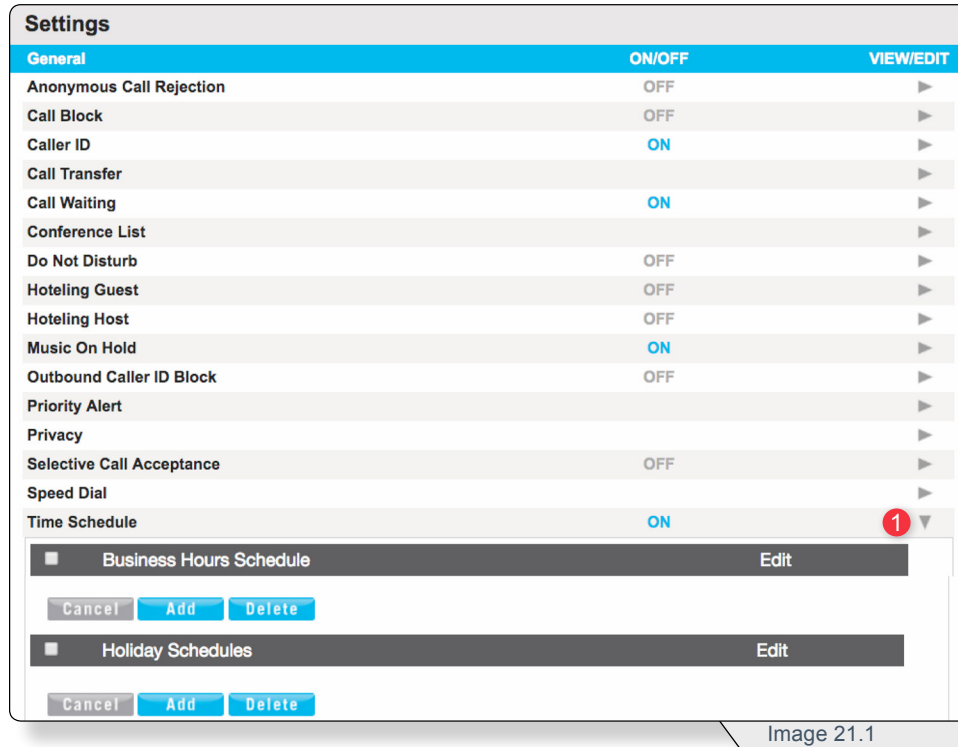 Settings
General ON/OFF VIEW/EDIT
Anonymous Call Rejection OFF
Call Block OFF
Caller ID ON
Call Transfer
Call Waiting ON
Conference List
Do Not Disturb OFF
Hoteling Guest OFF
Hoteling Host OFF
Music On Hold ON
Outbound Caller ID Block OFF
Priority Alert
Privacy
Selective Call Acceptance OFF
Speed Dial
Time Schedule ON 1
Business Hours Schedule Edit
Cancel Add Delete
Holiday Schedules Edit
Cancel Add Delete
Image 21.1